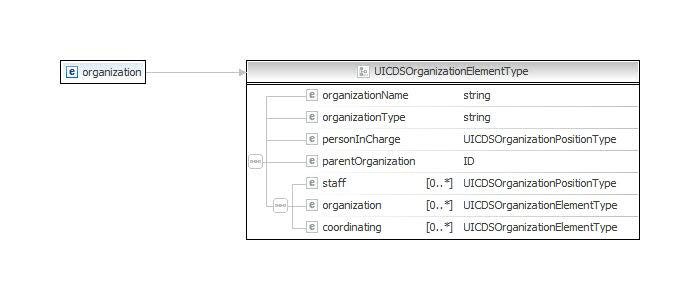 e organization
UICDSOrganizationElementType
e organizationName string
e organizationType string
e personInCharge UICDSOrganizationPositionType
e parentOrganization ID
e staff [0..*] UICDSOrganizationPositionType
e organization [0..*] UICDSOrganizationElementType
e coordinating [0..*] UICDSOrganizationElementType